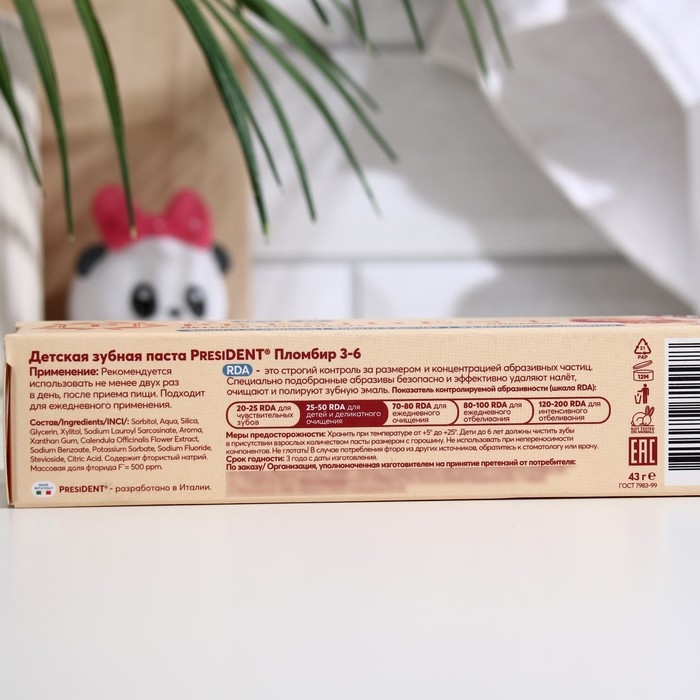 Детская зубная паста PRESIDENT® Пломбир 3-6
Применение: Рекомендуется
использовать не менее двух раз
в день, после приема пищи. Подходит
для ежедневного применения.
Состав/Ingredients/INCI/: Sorbitol, Aqua, Silica,
Glycerin, Xylitol, Sodium Lauroyl Sarcosinate, Aroma,
Xanthan Gum, Calendula Officinalis Flower Extract,
Sodium Benzoate, Potassium Sorbate, Sodium Fluoride,
Stevioside, Citric Acid. Содержит фтористый натрий.
Массовая доля фторида F⁻= 500 ppm.
PRESIDENT® - разработано в Италии.
RDA - это строгий контроль за размером и концентрацией абразивных частиц.
Специально подобранные абразивы безопасно и эффективно удаляют налёт,
очищают и полируют зубную эмаль. Показатель контролируемой абразивности (шкала RDA):
20-25 RDA для
чувствительных
зубов
25-50 RDA для
детей и деликатного
очищения
70-80 RDA для
ежедневного
очищения
80-100 RDA для
ежедневного
отбеливания
120-200 RDA для
интенсивного
отбеливания
Меры предосторожности: Хранить при температуре от +5° до +25°. Дети до 6 лет должны чистить зубы
в присутствии взрослых количеством пасты размером с горошину. Не использовать при непереносимости
компонентов. Не глотать! В случае потребления фтора из других источников, обратитесь к стоматологу или врачу.
Срок годности: 3 года с даты изготовления.
По заказу/ Организация, уполномоченная изготовителем на принятие претензий от потребителя:
21
PAP
12M
NOT TESTED
ON ANIMALS
EAC
43 г e
ГОСТ 7983-99